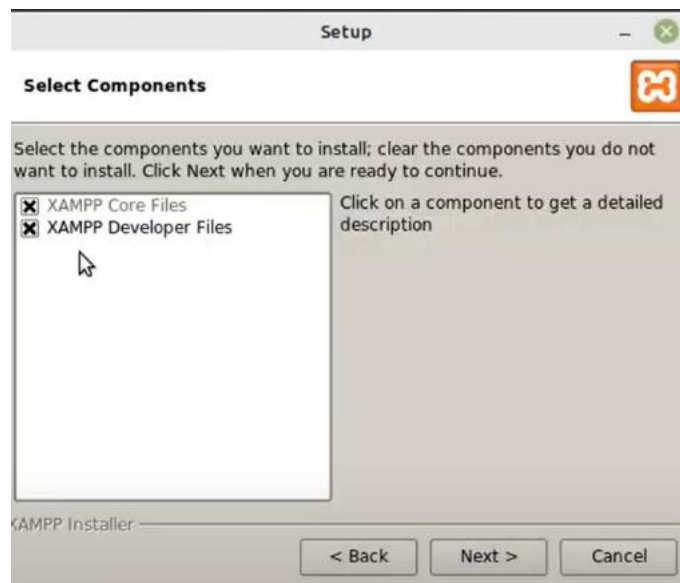 Setup
Select Components
Select the components you want to install; clear the components you do not
want to install. Click Next when you are ready to continue.
XAMPP Core Files
XAMPP Developer Files
Click on a component to get a detailed
description
XAMPP Installer
< Back
Next >
Cancel